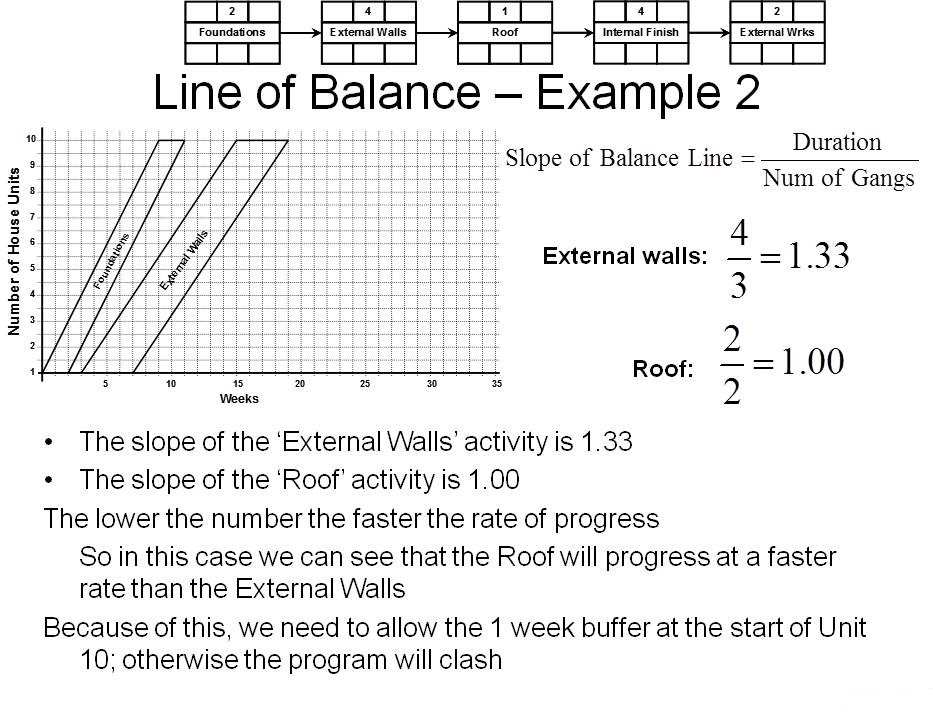 2 4 1 4 2
Foundations External Walls Roof Internal Finish External Wrks
Line of Balance – Example 2
Slope of Balance Line = Duration / Num of Gangs
External walls: 4/3 = 1.33
Roof: 2/2 = 1.00
Number of House Units
10
9
8
7
6
5
4
3
2
1
Foundations
External Walls
5 10 15 20 25 30 35
Weeks
• The slope of the ‘External Walls’ activity is 1.33
• The slope of the ‘Roof’ activity is 1.00
The lower the number the faster the rate of progress
So in this case we can see that the Roof will progress at a faster
rate than the External Walls
Because of this, we need to allow the 1 week buffer at the start of Unit
10; otherwise the program will clash